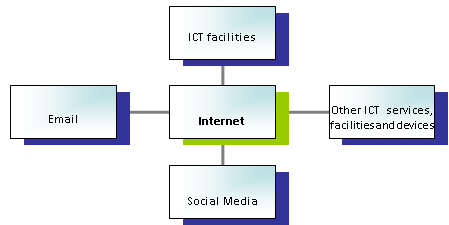 ICT facilities
Email
Internet
Other ICT services,
facilities and devices
Social Media